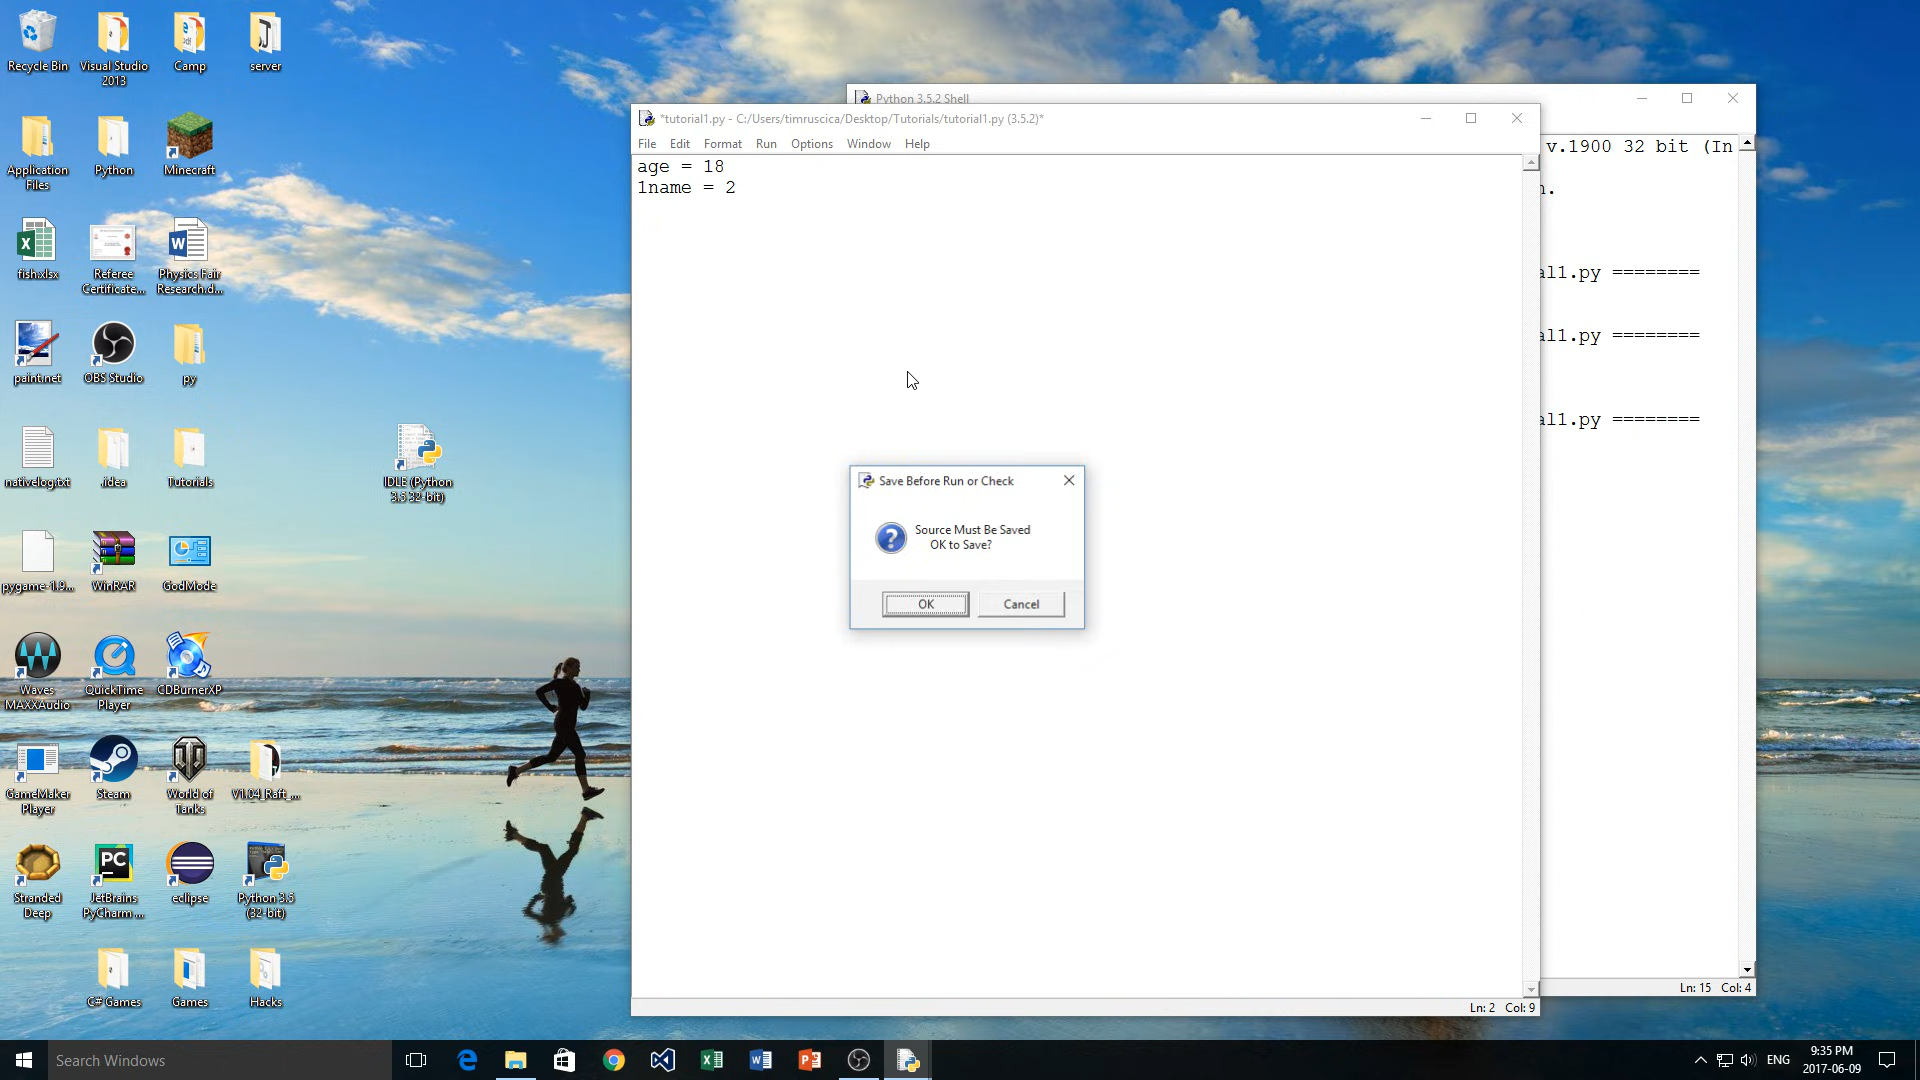 Recycle Bin
Visual Studio
2013
Camp
server
Application
Files
Python
Minecraft
fish.xlsx
Referee
Certificate...
Physics Fair
Research.d...
paint.net
OBS Studio
py
nativelog.txt
.idea
Tutorials
IDLE (Python
3.5 32-bit)
pygame-1.9...
WinRAR
GodMode
Waves
MAXXAudio
QuickTime
Player
CDBurnerXP
GameMaker
Player
Steam
World of
Tanks
V1.04_Raft_...
Stranded
Deep
JetBrains
PyCharm ...
eclipse
Python 3.5
(32-bit)
C# Games
Games
Hacks
Python 3.5.2 Shell
v.1900 32 bit (In
n.
al1.py ========
al1.py ========
al1.py ========
Ln: 15 Col: 4
*tutorial1.py - C:/Users/timruscica/Desktop/Tutorials/tutorial1.py (3.5.2)*
File Edit Format Run Options Window Help
age = 18
1name = 2
Save Before Run or Check
Source Must Be Saved
OK to Save?
OK Cancel
Ln: 2 Col: 9
Search Windows
ENG
9:35 PM
2017-06-09